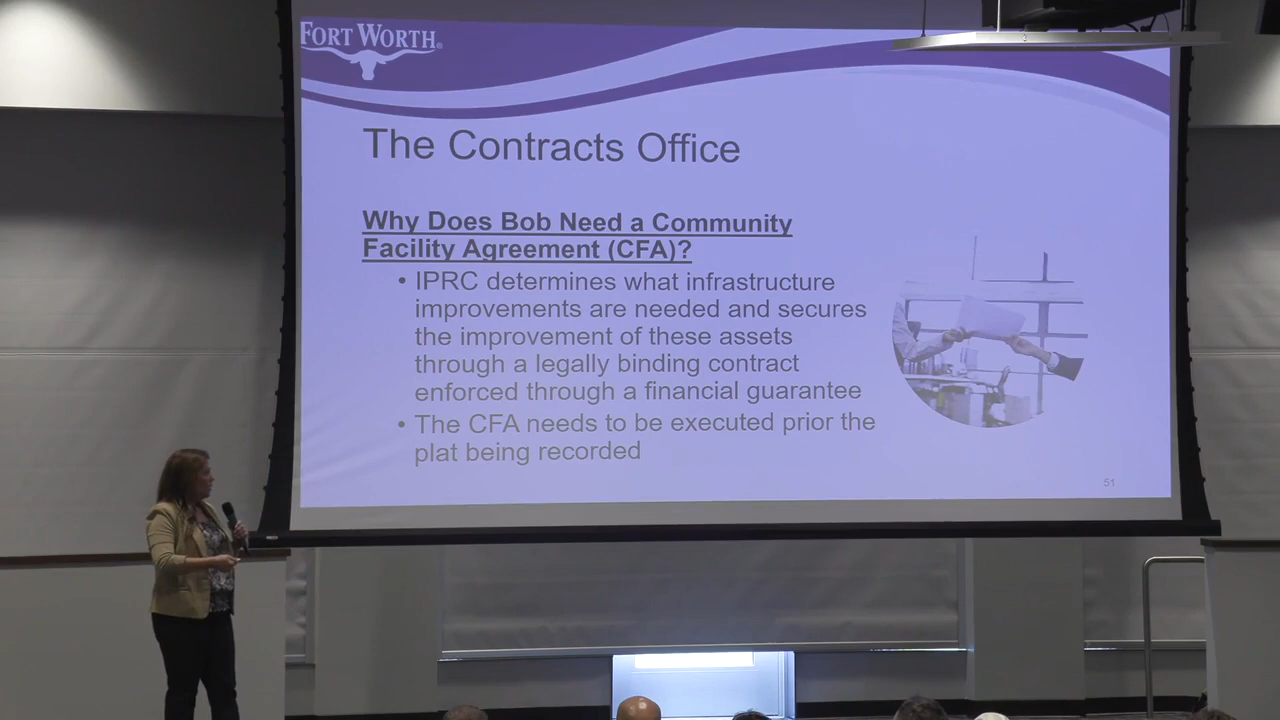 FORT WORTH®
The Contracts Office
Why Does Bob Need a Community
Facility Agreement (CFA)?
• IPRC determines what infrastructure
improvements are needed and secures
the improvement of these assets
through a legally binding contract
enforced through a financial guarantee
• The CFA needs to be executed prior the
plat being recorded
51